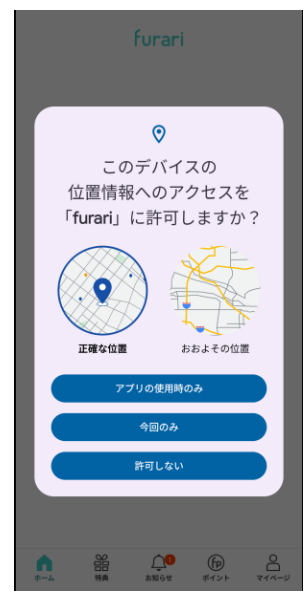 furari
このデバイスの
位置情報へのアクセスを
「furari」に許可しますか？
正確な位置
おおよその位置
アプリの使用時のみ
今回のみ
許可しない
ホーム
特典
お知らせ
ポイント
マイページ